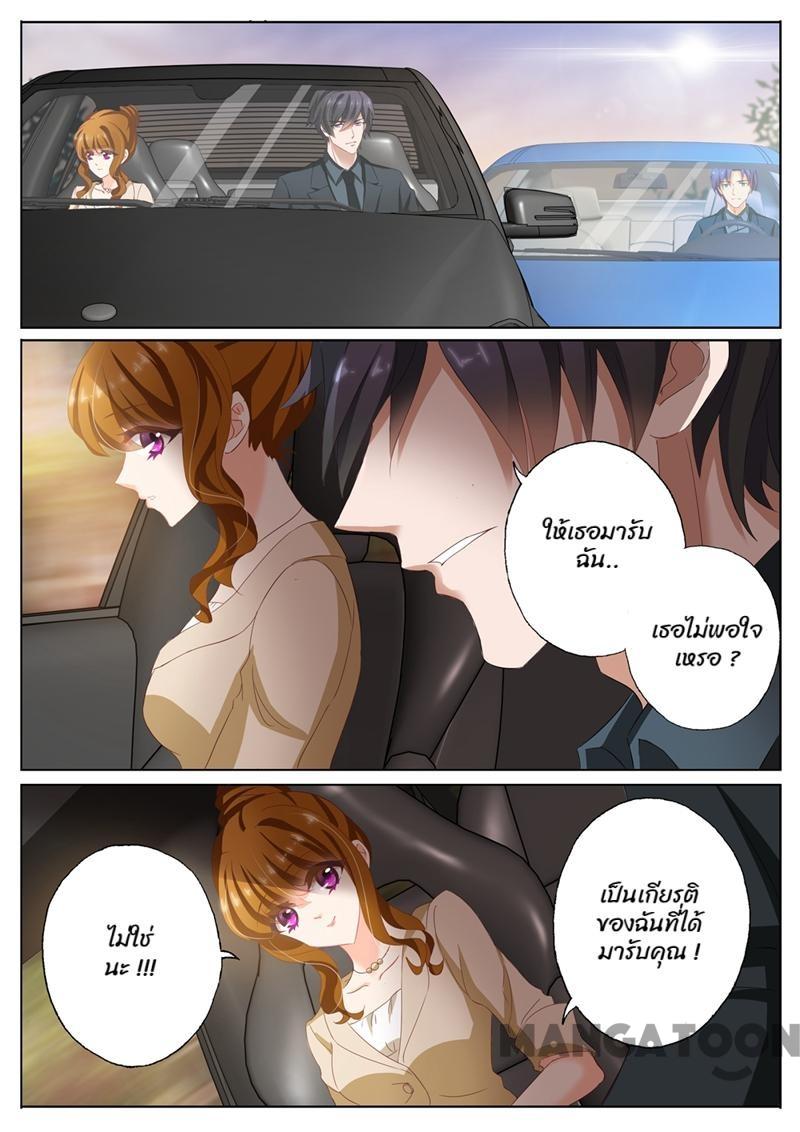 ให้เธอมารับ
ฉัน..
เธอไม่พอใจ
เหรอ ?
ไม่ใช่
นะ !!!
เป็นเกียรติ
ของฉันที่ได้
มารับคุณ !
MANGATOON